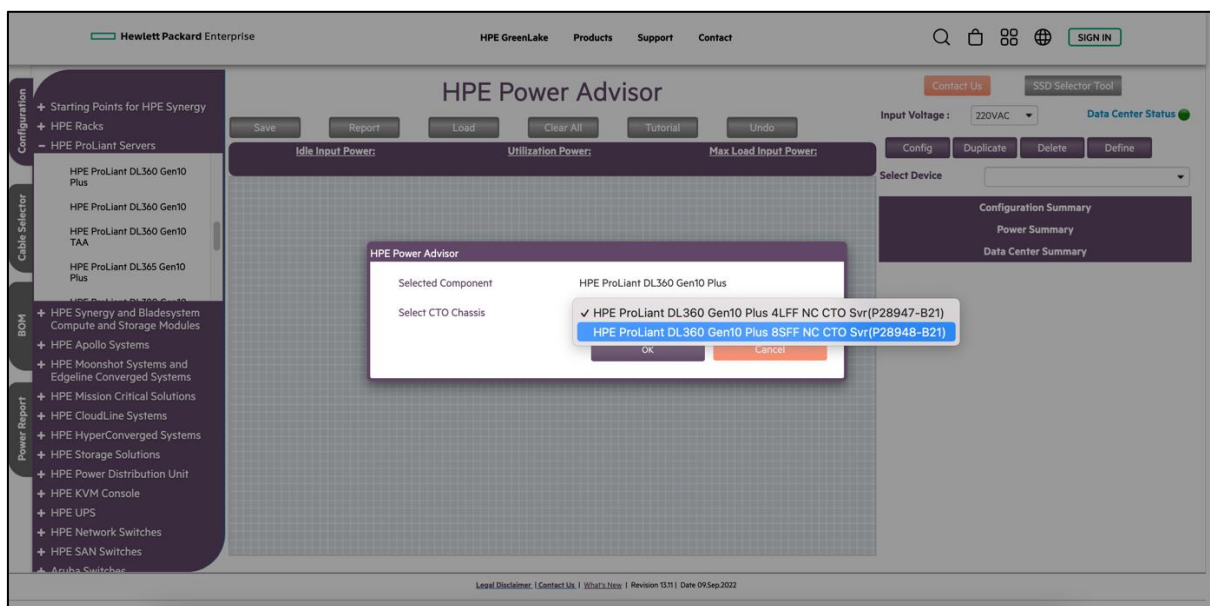 Hewlett Packard Enterprise
HPE GreenLake Products Support Contact
SIGN IN
Configuration
Cable Selector
BOM
Power Report
+ Starting Points for HPE Synergy
+ HPE Racks
− HPE ProLiant Servers
HPE ProLiant DL360 Gen10
Plus
HPE ProLiant DL360 Gen10
HPE ProLiant DL360 Gen10
TAA
HPE ProLiant DL365 Gen10
Plus
+ HPE Synergy and Bladesystem
Compute and Storage Modules
+ HPE Apollo Systems
+ HPE Moonshot Systems and
Edgeline Converged Systems
+ HPE Mission Critical Solutions
+ HPE CloudLine Systems
+ HPE HyperConverged Systems
+ HPE Storage Solutions
+ HPE Power Distribution Unit
+ HPE KVM Console
+ HPE UPS
+ HPE Network Switches
+ HPE SAN Switches
+ Aruba Switches
HPE Power Advisor
Save Report Load Clear All Tutorial Undo
Idle Input Power: Utilization Power: Max Load Input Power:
Contact Us SSD Selector Tool
Input Voltage : 220VAC Data Center Status
Config Duplicate Delete Define
Select Device
Configuration Summary
Power Summary
Data Center Summary
HPE Power Advisor
Selected Component HPE ProLiant DL360 Gen10 Plus
Select CTO Chassis
✓ HPE ProLiant DL360 Gen10 Plus 4LFF NC CTO Svr(P28947-B21)
HPE ProLiant DL360 Gen10 Plus 8SFF NC CTO Svr(P28948-B21)
OK Cancel
Legal Disclaimer | Contact Us | What's New | Revision 13.11 | Date 09.Sep.2022